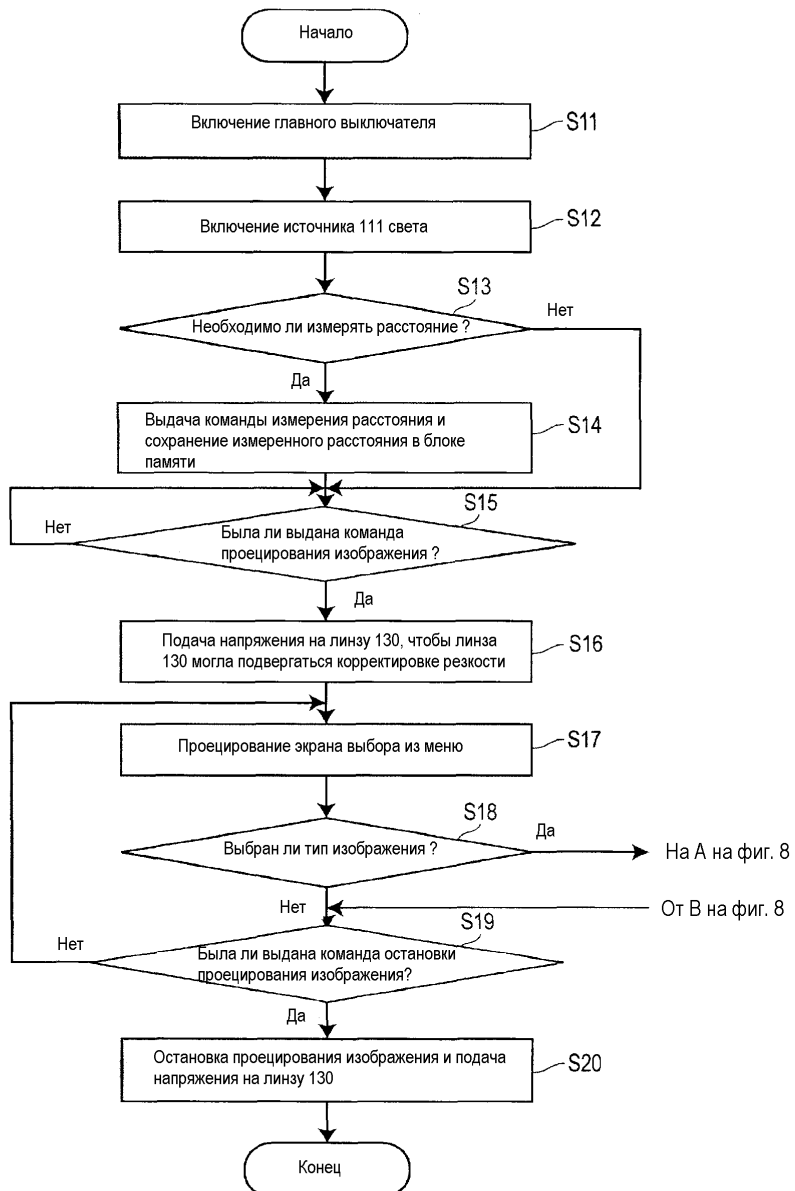 Начало
Включение главного выключателя
S11
Включение источника 111 света
S12
S13
Необходимо ли измерять расстояние ?
Нет
Да
Выдача команды измерения расстояния и
сохранение измеренного расстояния в блоке
памяти
S14
S15
Нет
Была ли выдана команда
проецирования изображения ?
Да
Подача напряжения на линзу 130, чтобы линза
130 могла подвергаться корректировке резкости
S16
Проецирование экрана выбора из меню
S17
S18
Выбран ли тип изображения ?
Да
На А на фиг. 8
Нет
От В на фиг. 8
S19
Нет
Была ли выдана команда остановки
проецирования изображения?
Да
Остановка проецирования изображения и подача
напряжения на линзу 130
S20
Конец